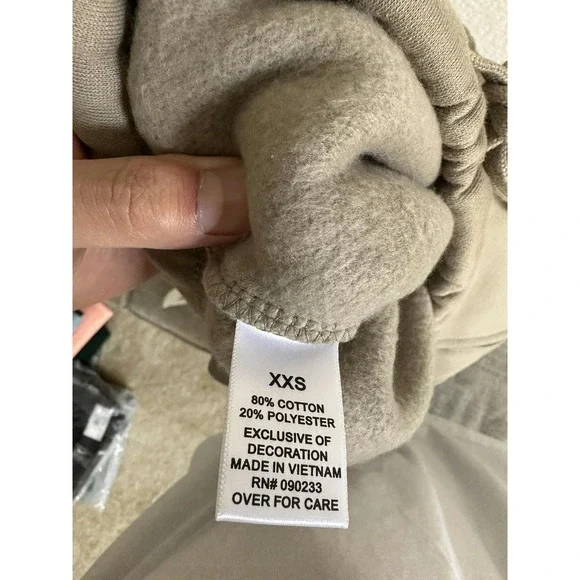 XXS
80% COTTON
20% POLYESTER
EXCLUSIVE OF
DECORATION
MADE IN VIETNAM
RN# 090233
OVER FOR CARE